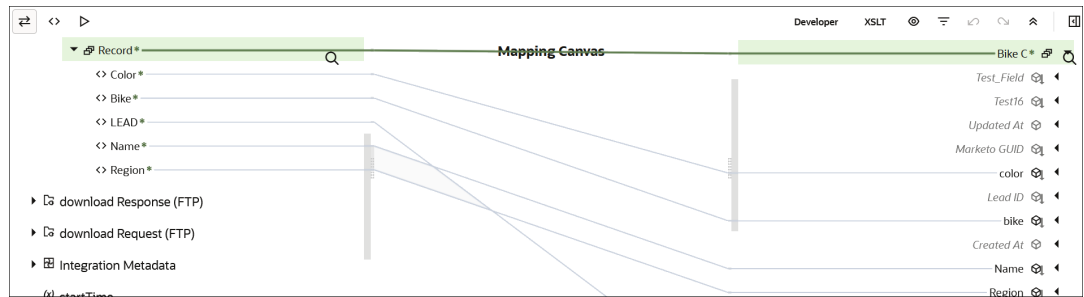 Developer XSLT
Record* Mapping Canvas Bike C*
Color* Test_Field
Bike* Test16
LEAD* Updated At
Name* Marketo GUID
Region* color
Lead ID
download Response (FTP) bike
download Request (FTP) Created At
Integration Metadata Name
(x) startTime Region